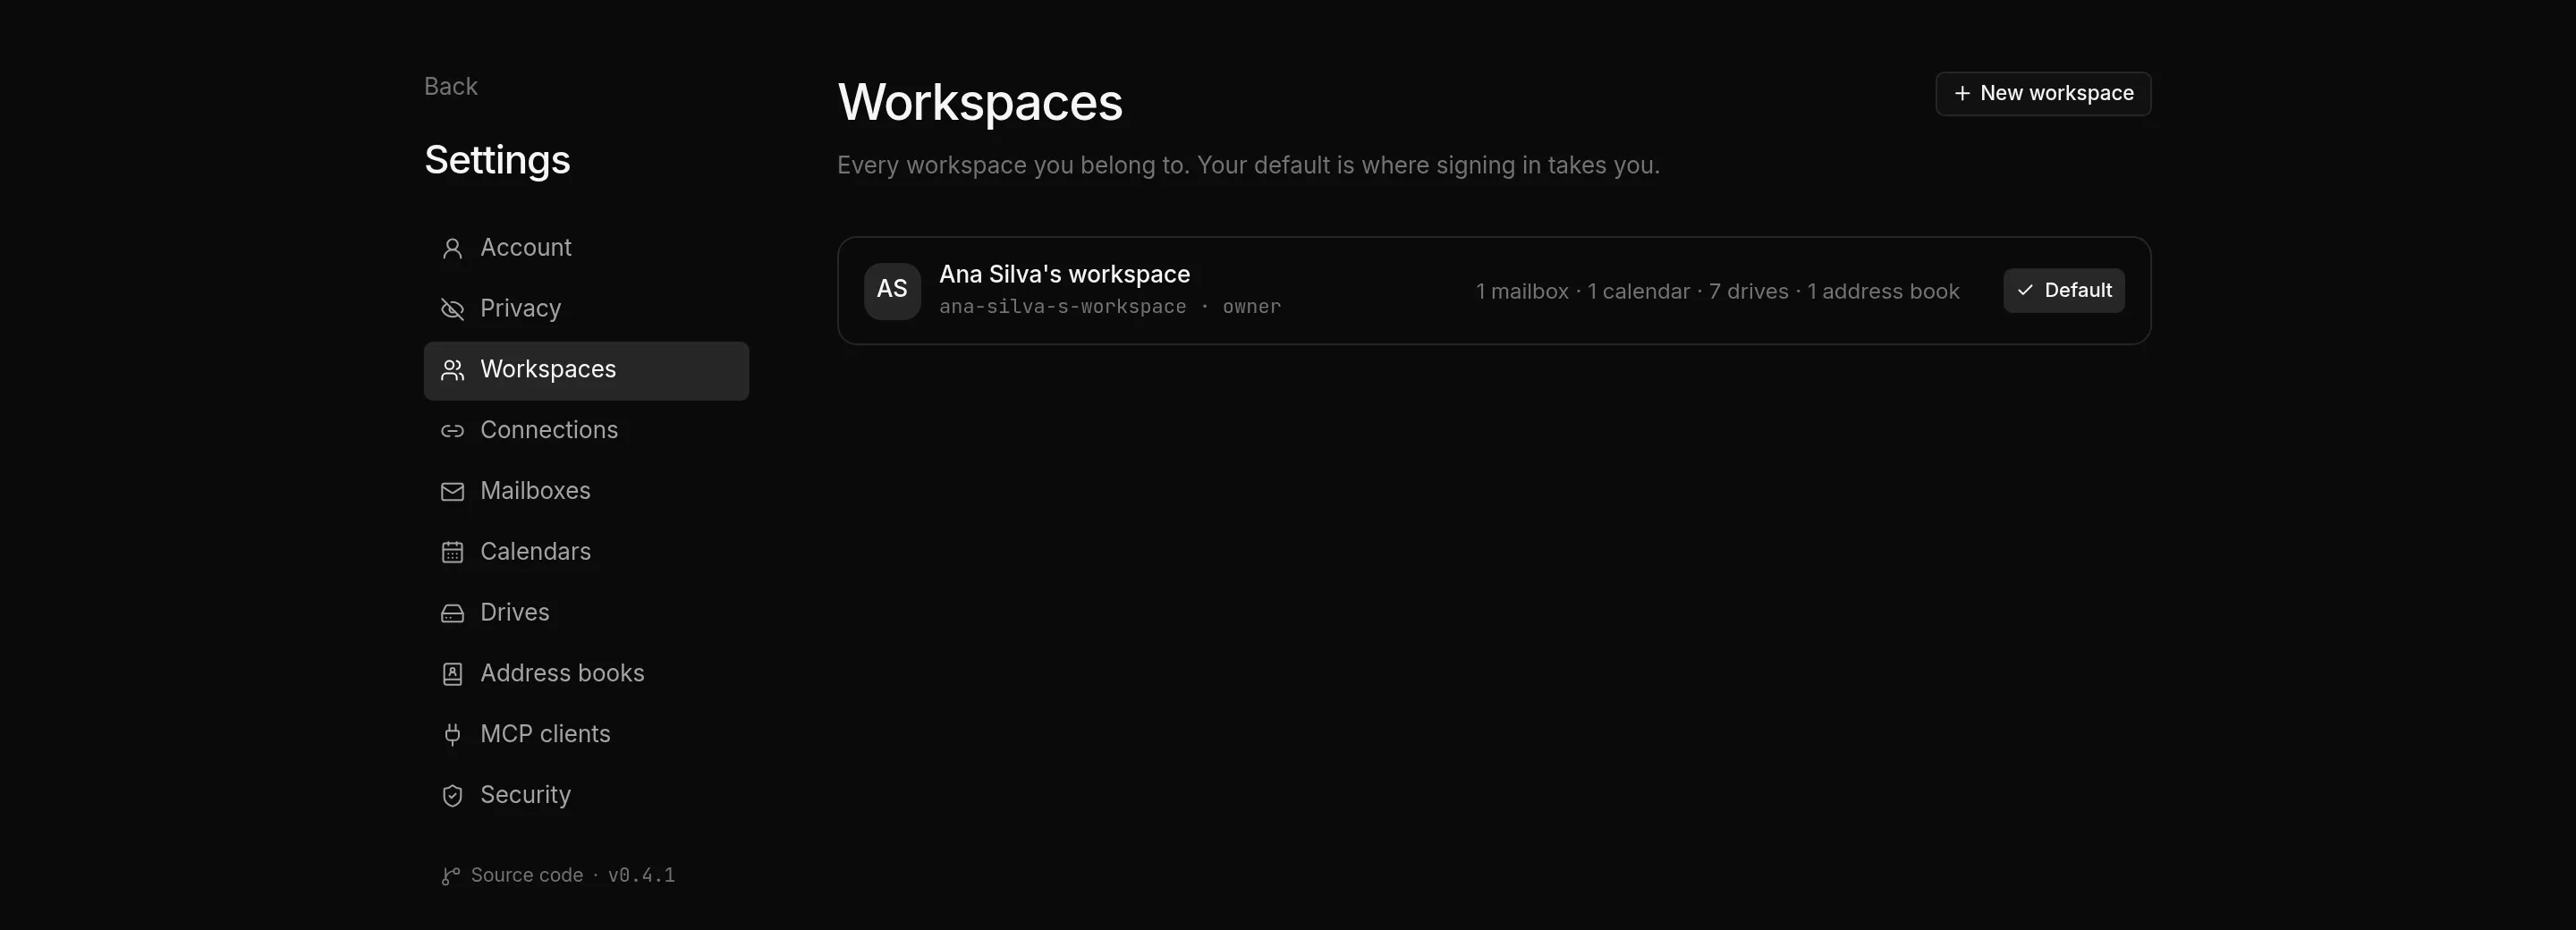 Back
Settings
Account
Privacy
Workspaces
Connections
Mailboxes
Calendars
Drives
Address books
MCP clients
Security
Source code · v0.4.1
Workspaces
New workspace
Every workspace you belong to. Your default is where signing in takes you.
AS
Ana Silva's workspace
ana-silva-s-workspace · owner
1 mailbox · 1 calendar · 7 drives · 1 address book
Default